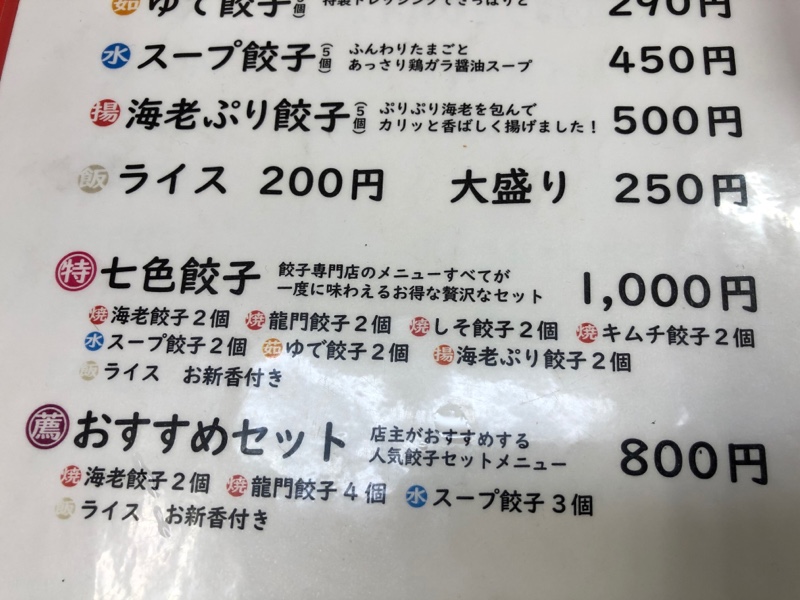 茹 ゆで餃子 290円
水 スープ餃子(5個) ふんわりたまごと
あっさり鶏ガラ醤油スープ 450円
揚 海老ぷり餃子(5個) ぷりぷり海老を包んで
カリッと香ばしく揚げました! 500円
飯 ライス 200円 大盛り 250円
特 七色餃子 餃子専門店のメニューすべてが
一度に味わえるお得な贅沢なセット 1,000円
焼 海老餃子2個 焼 龍門餃子2個 焼 しそ餃子2個 焼 キムチ餃子2個
水 スープ餃子2個 茹 ゆで餃子2個 揚 海老ぷり餃子2個
飯 ライス お新香付き
薦 おすすめセット 店主がおすすめする
人気餃子セットメニュー 800円
焼 海老餃子2個 焼 龍門餃子4個 水 スープ餃子3個
飯 ライス お新香付き